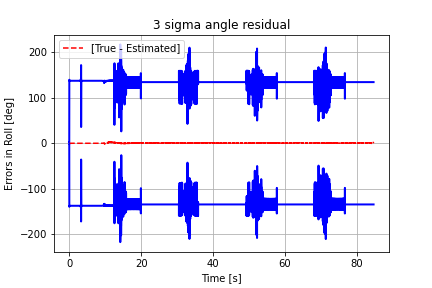 3 sigma angle residual
[True - Estimated]
Errors in Roll [deg]
200
100
0
−100
−200
0 20 40 60 80
Time [s]